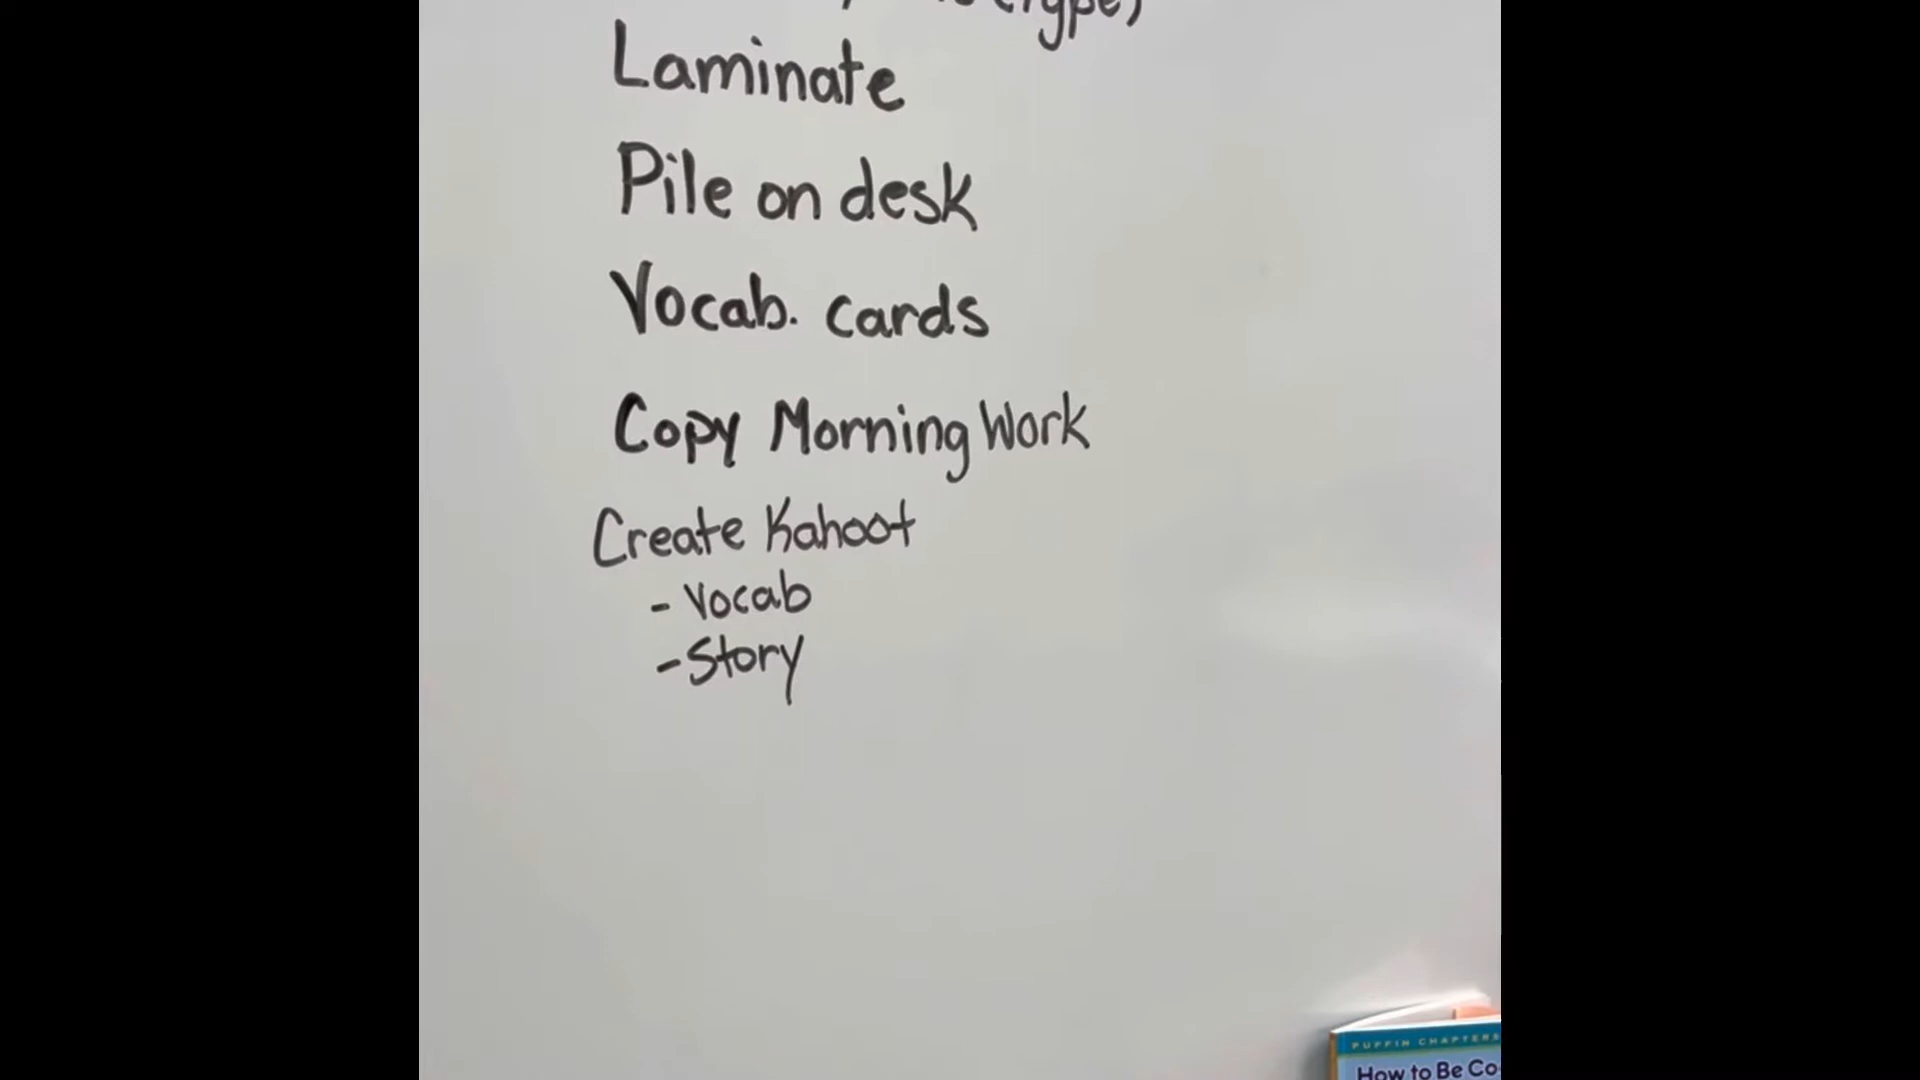 (Type)
Laminate
Pile on desk
Vocab. cards
Copy Morning Work
Create Kahoot
- Vocab
- Story
PUFFIN CHAPTERS
How to Be Co